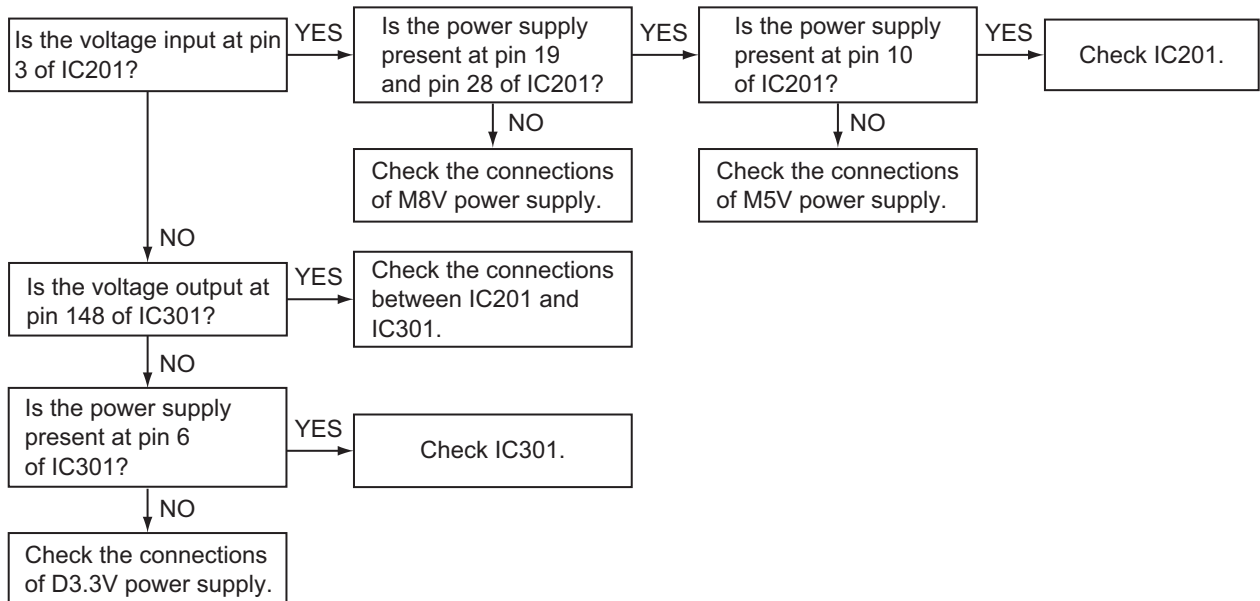 Is the voltage input at pin
3 of IC201?
YES
Is the power supply
present at pin 19
and pin 28 of IC201?
YES
Is the power supply
present at pin 10
of IC201?
YES
Check IC201.
NO
Check the connections
of M8V power supply.
NO
Check the connections
of M5V power supply.
NO
Is the voltage output at
pin 148 of IC301?
YES
Check the connections
between IC201 and
IC301.
NO
Is the power supply
present at pin 6
of IC301?
YES
Check IC301.
NO
Check the connections
of D3.3V power supply.